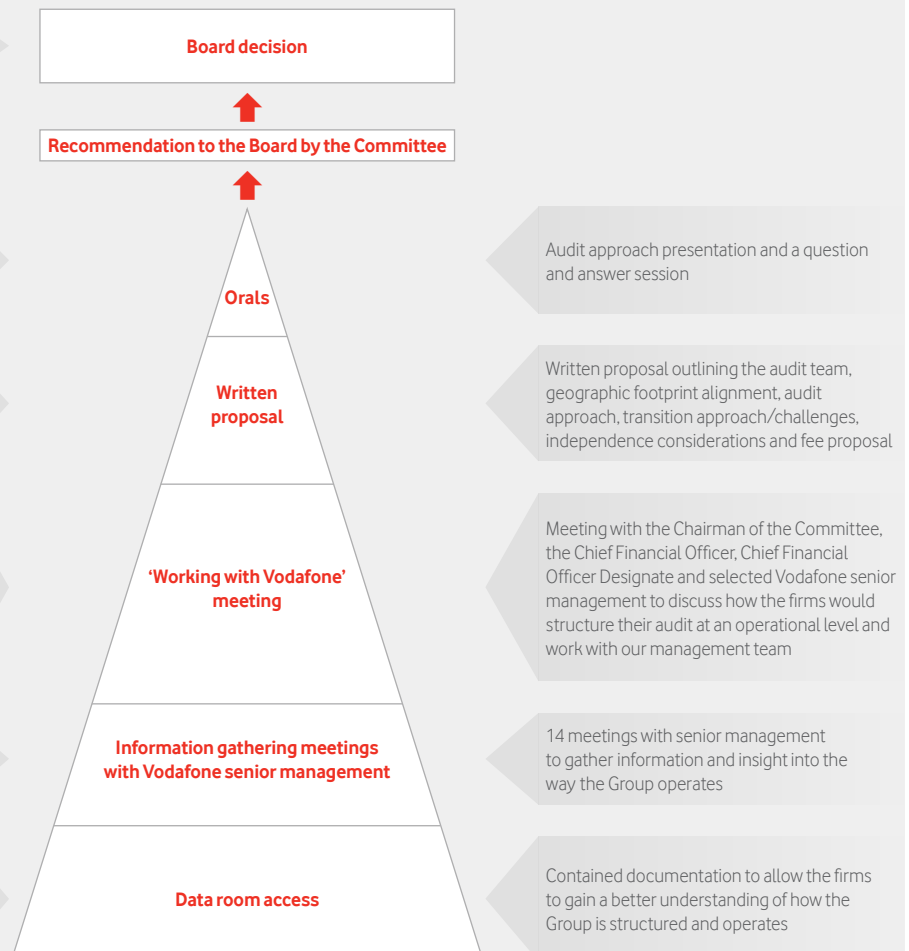 Board decision
Recommendation to the Board by the Committee
Orals
Audit approach presentation and a question
and answer session
Written
proposal
Written proposal outlining the audit team,
geographic footprint alignment, audit
approach, transition approach/challenges,
independence considerations and fee proposal
‘Working with Vodafone’
meeting
Meeting with the Chairman of the Committee,
the Chief Financial Officer, Chief Financial
Officer Designate and selected Vodafone senior
management to discuss how the firms would
structure their audit at an operational level and
work with our management team
Information gathering meetings
with Vodafone senior management
14 meetings with senior management
to gather information and insight into the
way the Group operates
Data room access
Contained documentation to allow the firms
to gain a better understanding of how the
Group is structured and operates